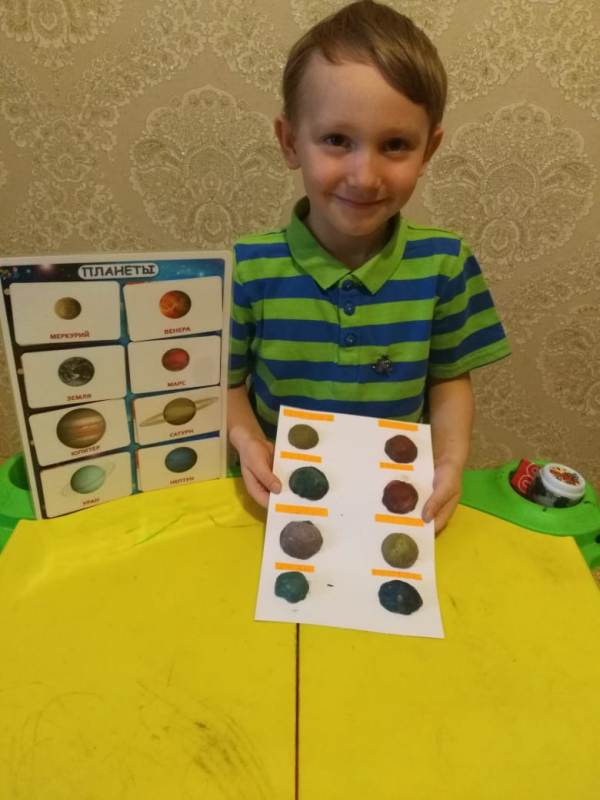 ПЛАНЕТЫ
МЕРКУРИЙ
ВЕНЕРА
ЗЕМЛЯ
МАРС
ЮПИТЕР
САТУРН
УРАН
НЕПТУН